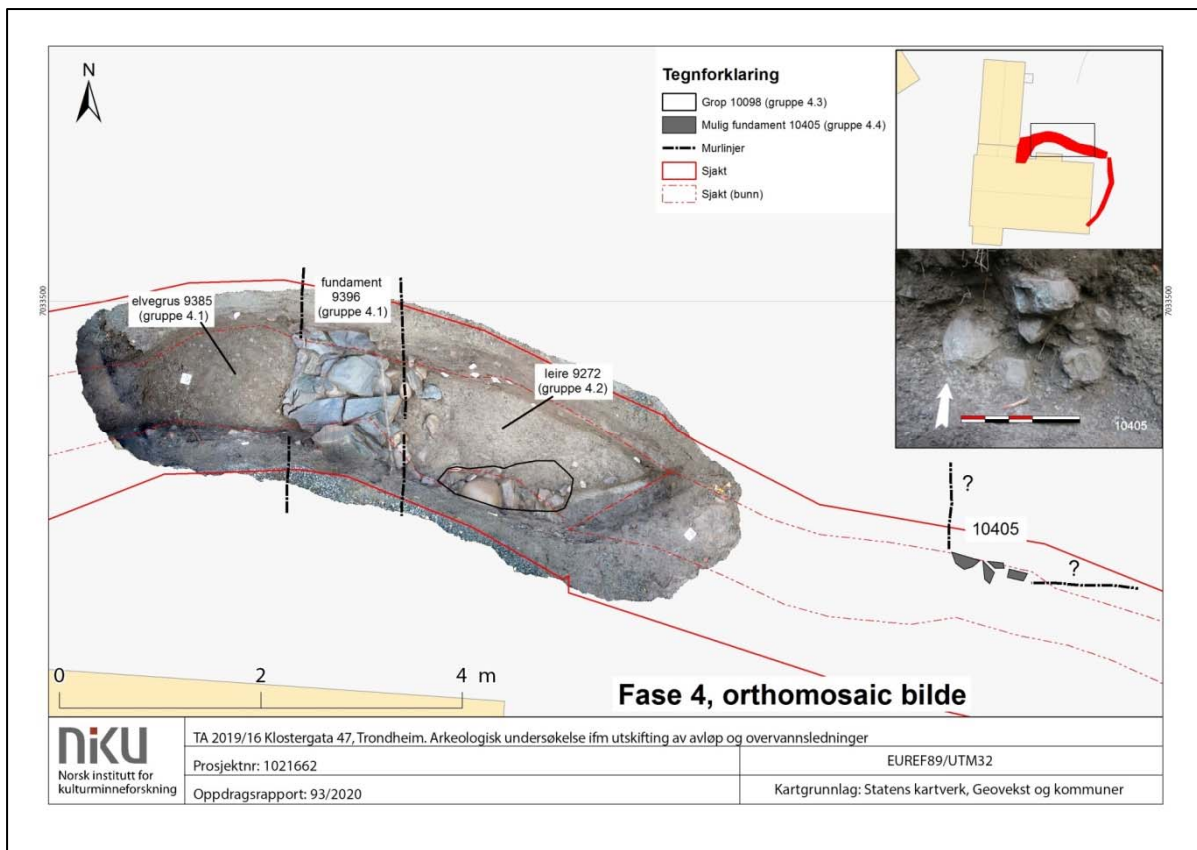 N
Tegnforklaring
Grop 10098 (gruppe 4.3)
Mulig fundament 10405 (gruppe 4.4)
Murlinjer
Sjakt
Sjakt (bunn)
7033500
7033500
elvegrus 9385
(gruppe 4.1)
fundament
9396
(gruppe 4.1)
leire 9272
(gruppe 4.2)
10405
?
10405
?
0 2 4 m
Fase 4, orthomosaic bilde
NIKU
Norsk institutt for
kulturminneforskning
TA 2019/16 Klostergata 47, Trondheim. Arkeologisk undersøkelse ifm utskifting av avløp og overvannsledninger
Prosjektnr: 1021662
EUREF89/UTM32
Oppdragsrapport: 93/2020
Kartgrunnlag: Statens kartverk, Geovekst og kommuner